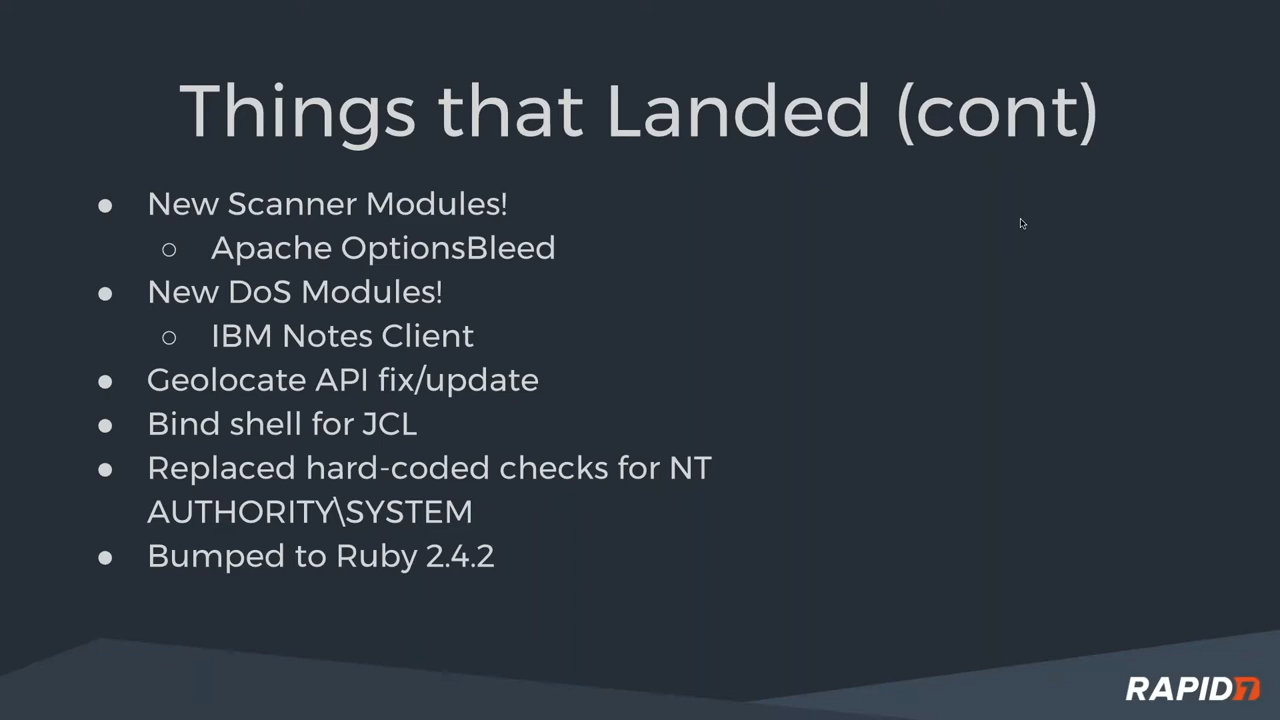 Things that Landed (cont)
● New Scanner Modules!
○ Apache OptionsBleed
● New DoS Modules!
○ IBM Notes Client
● Geolocate API fix/update
● Bind shell for JCL
● Replaced hard-coded checks for NT
AUTHORITY\SYSTEM
● Bumped to Ruby 2.4.2
RAPID7